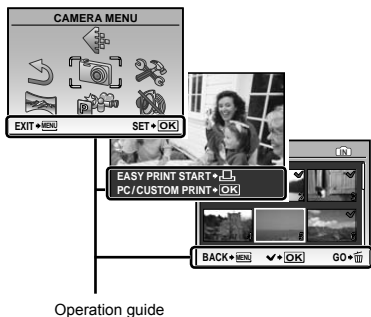 CAMERA MENU
P
EXIT MENU SET OK
EASY PRINT START
PC / CUSTOM PRINT OK
IN
BACK MENU OK GO
Operation guide